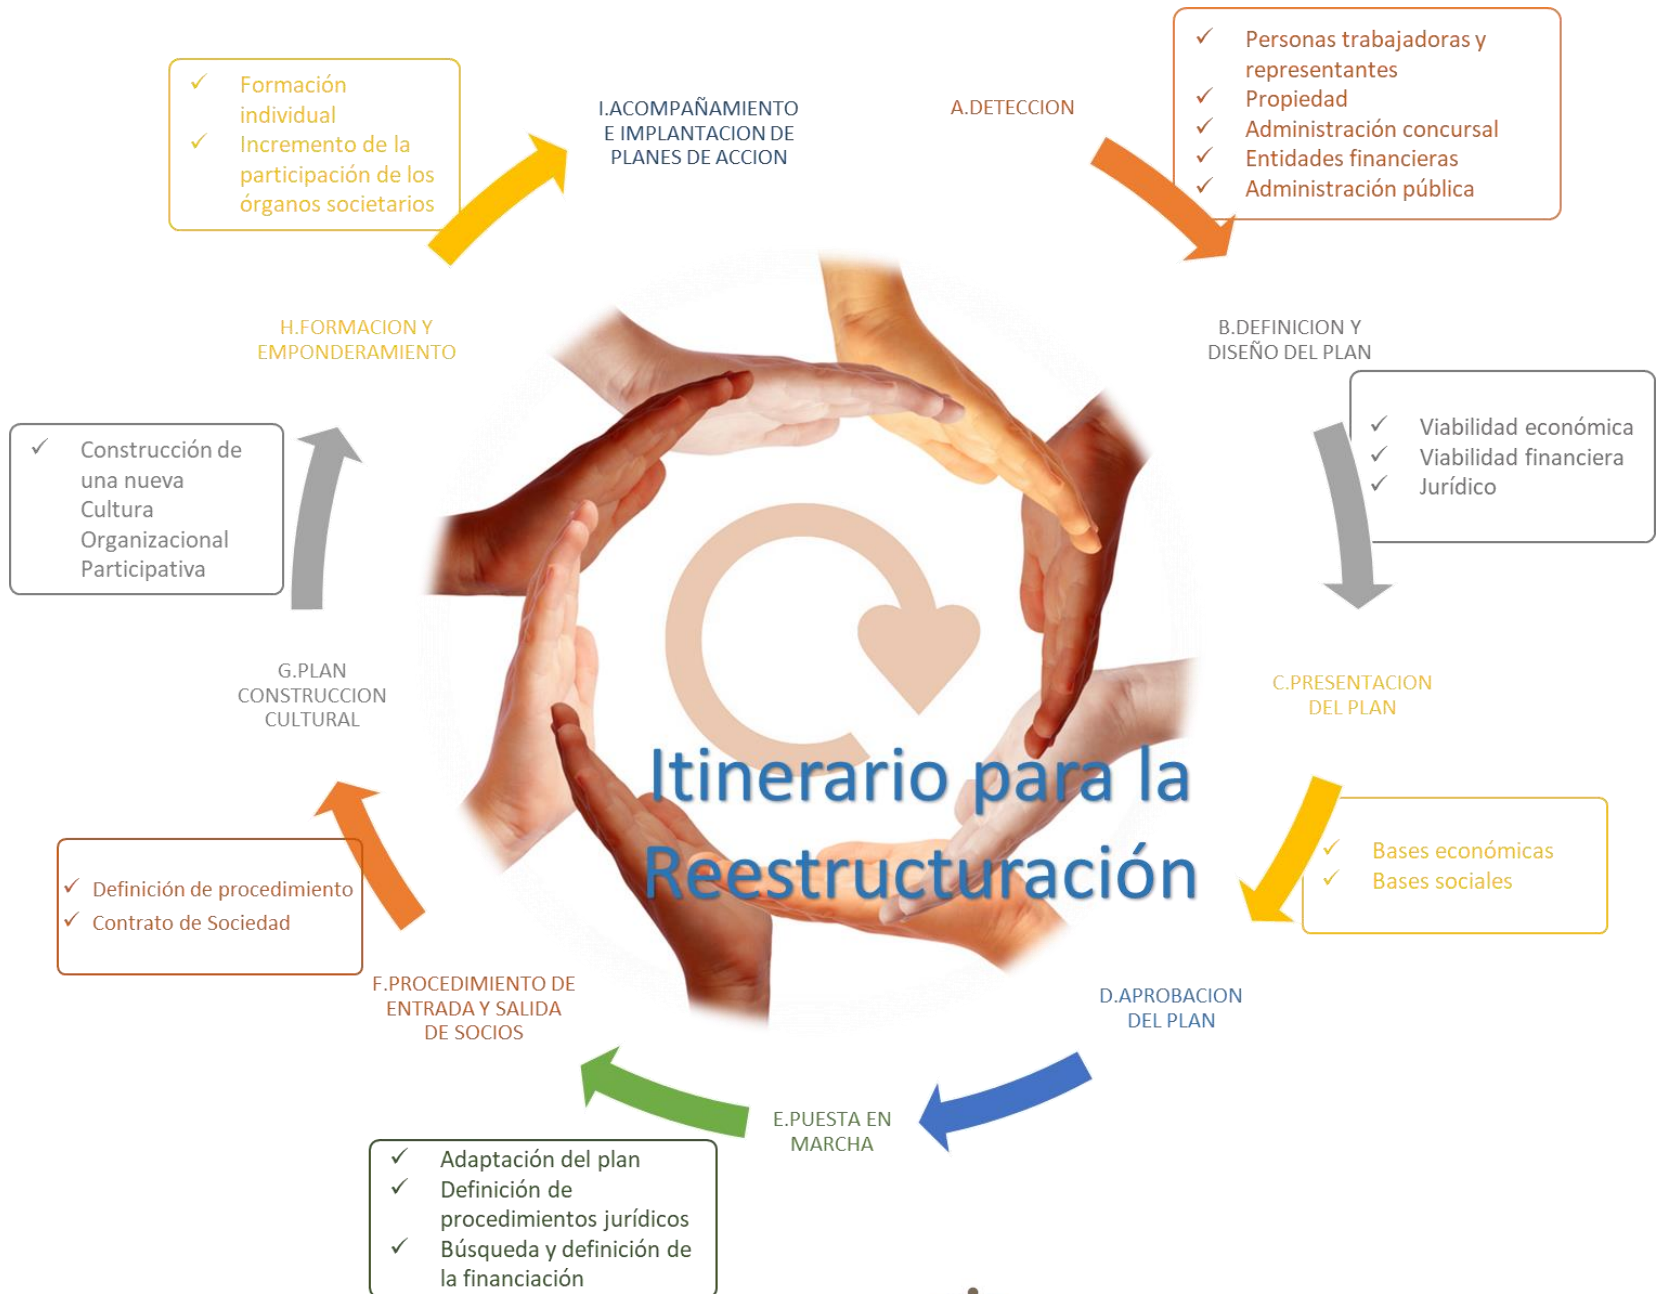 A.DETECCION
✓ Personas trabajadoras y
representantes
✓ Propiedad
✓ Administración concursal
✓ Entidades financieras
✓ Administración pública
B.DEFINICION Y
DISEÑO DEL PLAN
✓ Viabilidad económica
✓ Viabilidad financiera
✓ Jurídico
C.PRESENTACION
DEL PLAN
✓ Bases económicas
✓ Bases sociales
D.APROBACION
DEL PLAN
E.PUESTA EN
MARCHA
✓ Adaptación del plan
✓ Definición de
procedimientos jurídicos
✓ Búsqueda y definición de
la financiación
F.PROCEDIMIENTO DE
ENTRADA Y SALIDA
DE SOCIOS
✓ Definición de procedimiento
✓ Contrato de Sociedad
G.PLAN
CONSTRUCCION
CULTURAL
✓ Construcción de
una nueva
Cultura
Organizacional
Participativa
H.FORMACION Y
EMPONDERAMIENTO
✓ Formación
individual
✓ Incremento de la
participación de los
órganos societarios
I.ACOMPAÑAMIENTO
E IMPLANTACION DE
PLANES DE ACCION
Itinerario para la
Reestructuración